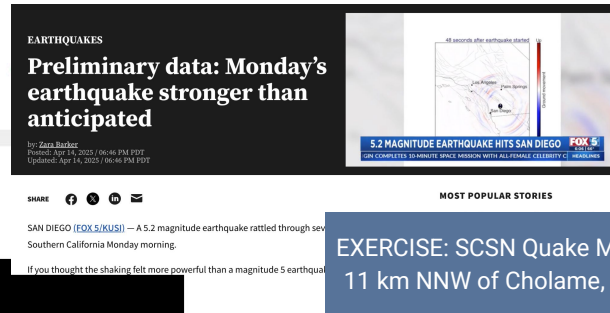 EARTHQUAKES
Preliminary data: Monday's
earthquake stronger than
anticipated
by: Zara Barker
Posted: Apr 14, 2025 / 06:46 PM PDT
Updated: Apr 14, 2025 / 06:46 PM PDT
48 seconds after earthquake started
Up
Los Angeles
Palm Springs
San Diego
Ground movement
5.2 MAGNITUDE EARTHQUAKE HITS SAN DIEGO
FOX 5
GIN COMPLETES 10-MINUTE SPACE MISSION WITH ALL-FEMALE CELEBRITY C
HEADLINES
SHARE
MOST POPULAR STORIES
SAN DIEGO (FOX 5/KUSI) — A 5.2 magnitude earthquake rattled through sev
Southern California Monday morning.
If you thought the shaking felt more powerful than a magnitude 5 earthqua
EXERCISE: SCSN Quake M
11 km NNW of Cholame,